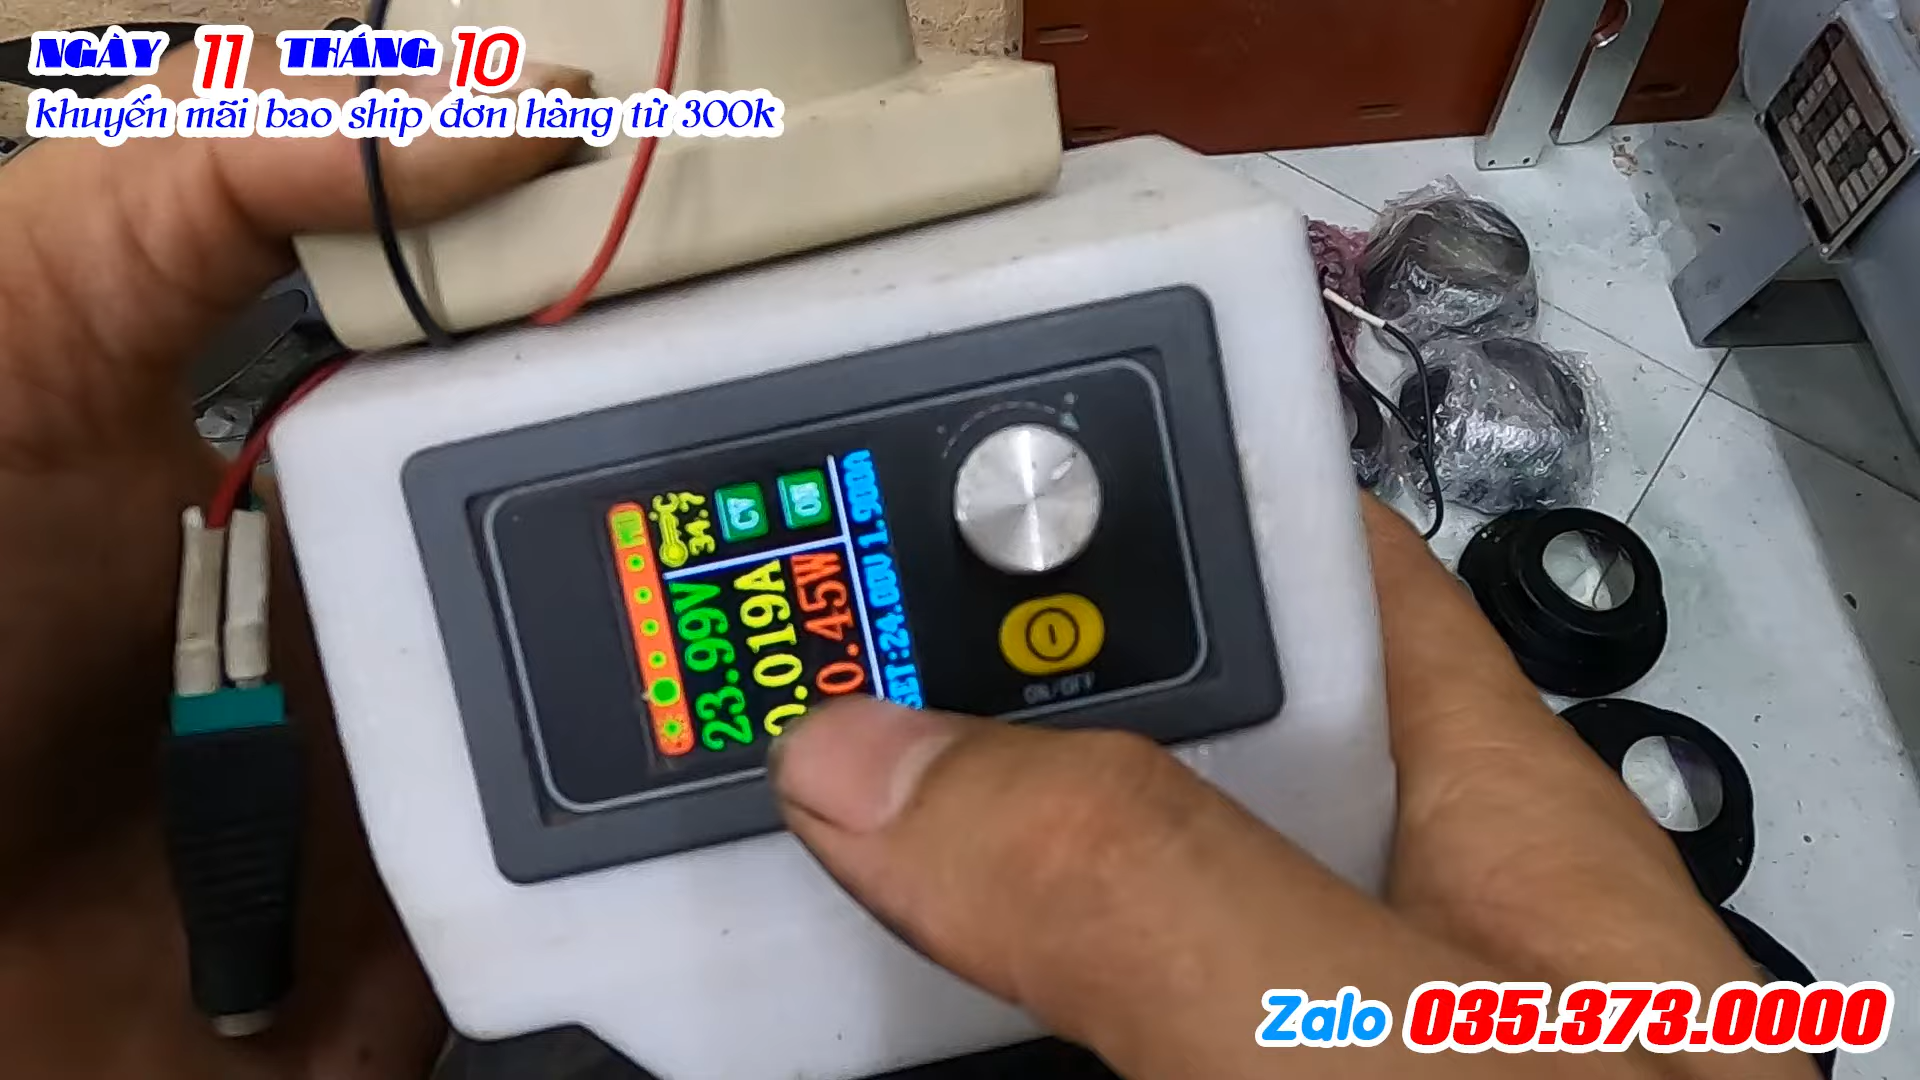 NGÀY 11 THÁNG 10
khuyến mãi bao ship đơn hàng từ 300k
34.7 °C
CV
ON
23.99V
0.019A
0.45W
SET:24.00V 1.900A
ON/OFF
Zalo 035.373.0000